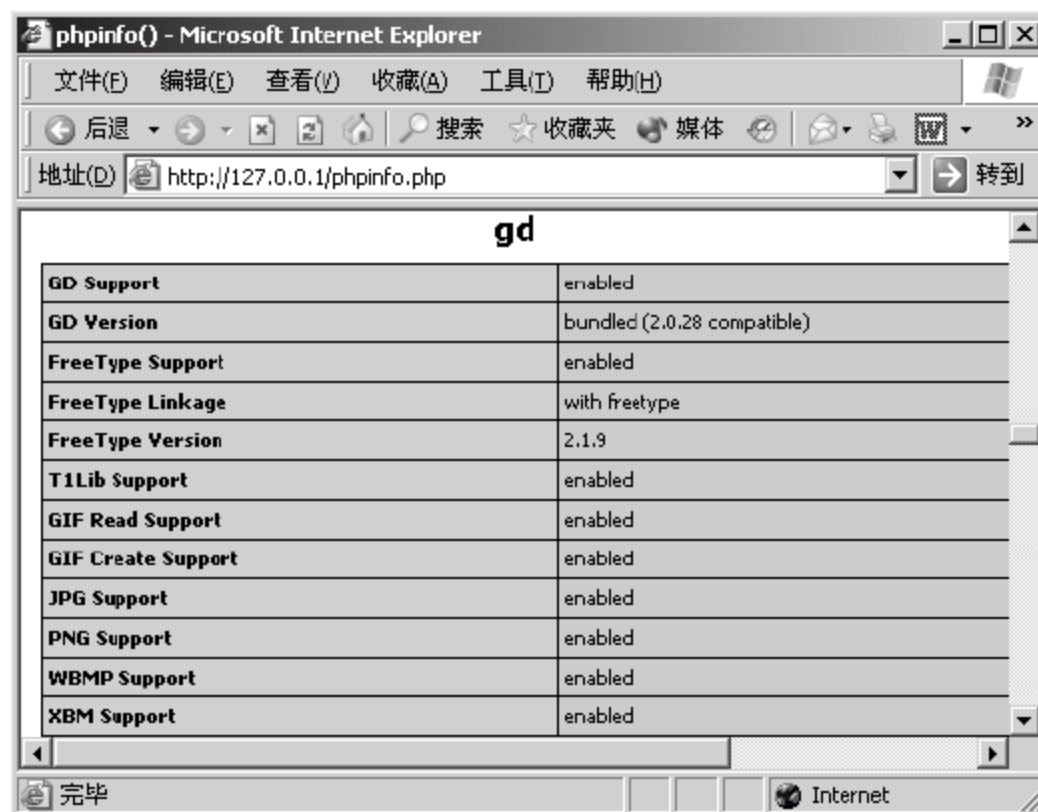 phpinfo() - Microsoft Internet Explorer
文件(F) 编辑(E) 查看(V) 收藏(A) 工具(T) 帮助(H)
后退 搜索 收藏夹 媒体 W »
地址(D) http://127.0.0.1/phpinfo.php 转到
gd
GD Support enabled
GD Version bundled (2.0.28 compatible)
FreeType Support enabled
FreeType Linkage with freetype
FreeType Version 2.1.9
T1Lib Support enabled
GIF Read Support enabled
GIF Create Support enabled
JPG Support enabled
PNG Support enabled
WBMP Support enabled
XBM Support enabled
完毕 Internet